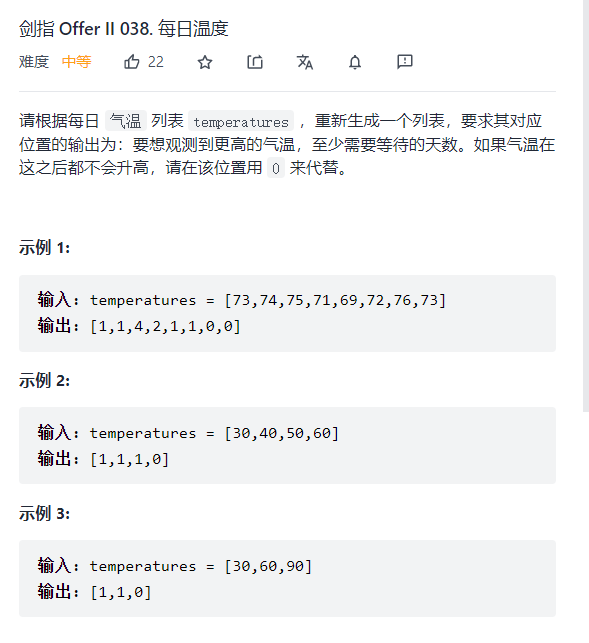 剑指 Offer II 038. 每日温度
难度 中等 22
请根据每日 气温 列表 temperatures ，重新生成一个列表，要求其对应
位置的输出为：要想观测到更高的气温，至少需要等待的天数。如果气温在
这之后都不会升高，请在该位置用 0 来代替。
示例 1:
输入: temperatures = [73,74,75,71,69,72,76,73]
输出: [1,1,4,2,1,1,0,0]
示例 2:
输入: temperatures = [30,40,50,60]
输出: [1,1,1,0]
示例 3:
输入: temperatures = [30,60,90]
输出: [1,1,0]